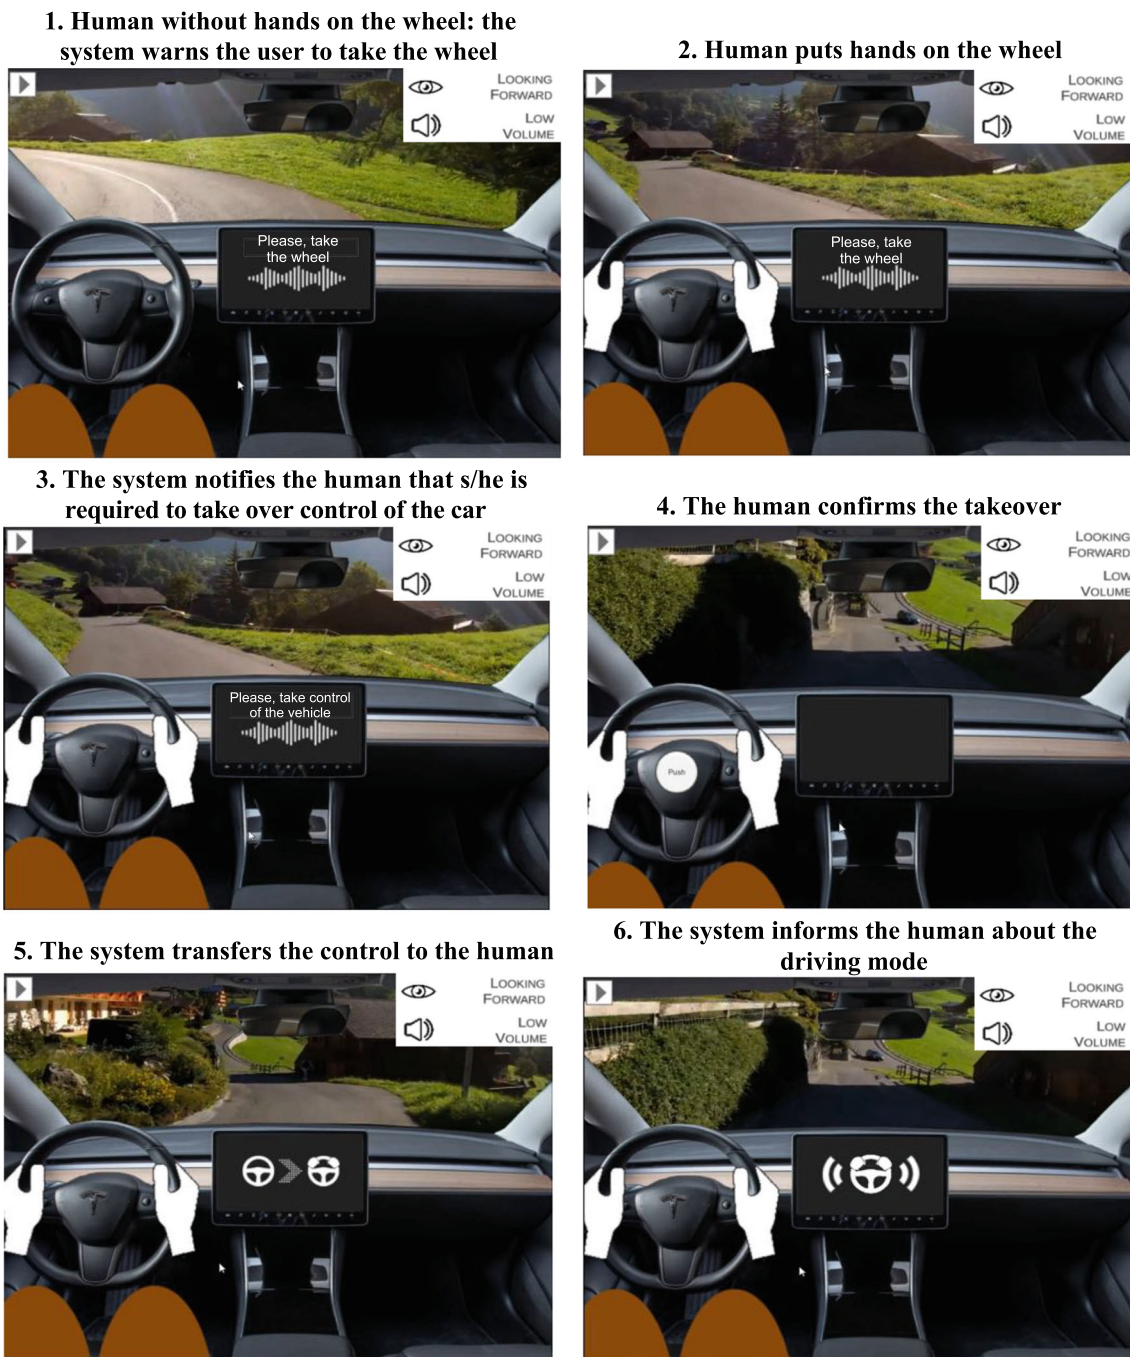 1. Human without hands on the wheel: the
system warns the user to take the wheel
LOOKING
FORWARD
LOW
VOLUME
Please, take
the wheel
2. Human puts hands on the wheel
LOOKING
FORWARD
LOW
VOLUME
Please, take
the wheel
3. The system notifies the human that s/he is
required to take over control of the car
LOOKING
FORWARD
LOW
VOLUME
Please, take control
of the vehicle
4. The human confirms the takeover
LOOKING
FORWARD
LOW
VOLUME
Push
5. The system transfers the control to the human
LOOKING
FORWARD
LOW
VOLUME
6. The system informs the human about the
driving mode
LOOKING
FORWARD
LOW
VOLUME